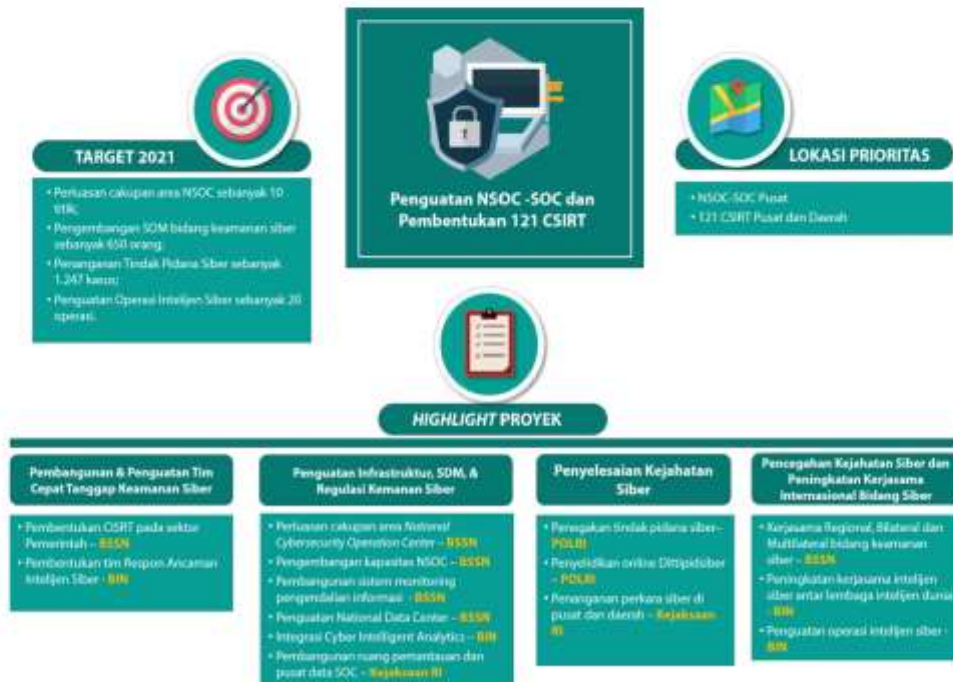 Penguatan NSOC -SOC dan
Pembentukan 121 CSIRT
TARGET 2021
• Perluasan cakupan area NSOC sebanyak 10
titik;
• Pengembangan SDM bidang keamanan siber
sebanyak 650 orang;
• Penanganan Tindak Pidana Siber sebanyak
1.247 kasus;
• Penguatan Operasi Intelijen Siber sebanyak 20
operasi.
LOKASI PRIORITAS
• NSOC-SOC Pusat
• 121 CSIRT Pusat dan Daerah
HIGHLIGHT PROYEK
Pembangunan & Penguatan Tim
Cepat Tanggap Keamanan Siber
• Pembentukan CISRT pada sektor
Pemerintah – BSSN
• Pembentukan tim Respon Ancaman
Intelijen Siber - BIN
Penguatan Infrastruktur, SDM, &
Regulasi Kemanan Siber
• Perluasan cakupan area National
Cybersecurity Operation Center – BSSN
• Pengembangan kapasitas NSOC – BSSN
• Pembangunan sistem monitoring
pengendalian informasi - BSSN
• Penguatan National Data Center – BSSN
• Integrasi Cyber Intelligent Analytics – BIN
• Pembangunan ruang pemantauan dan
pusat data SOC – Kejaksaan RI
Penyelesaian Kejahatan
Siber
• Penegakan tindak pidana siber–
POLRI
• Penyelidikan online Dittipidsiber
– POLRI
• Penanganan perkara siber di
pusat dan daerah – Kejaksaan
RI
Pencegahan Kejahatan Siber dan
Peningkatan Kerjasama
Internasional Bidang Siber
• Kerjasama Regional, Bilateral dan
Multilateral bidang keamanan
siber – BSSN
• Peningkatan kerjasama intelijen
siber antar lembaga intelijen dunia
- BIN
• Penguatan operasi intelijen siber -
BIN